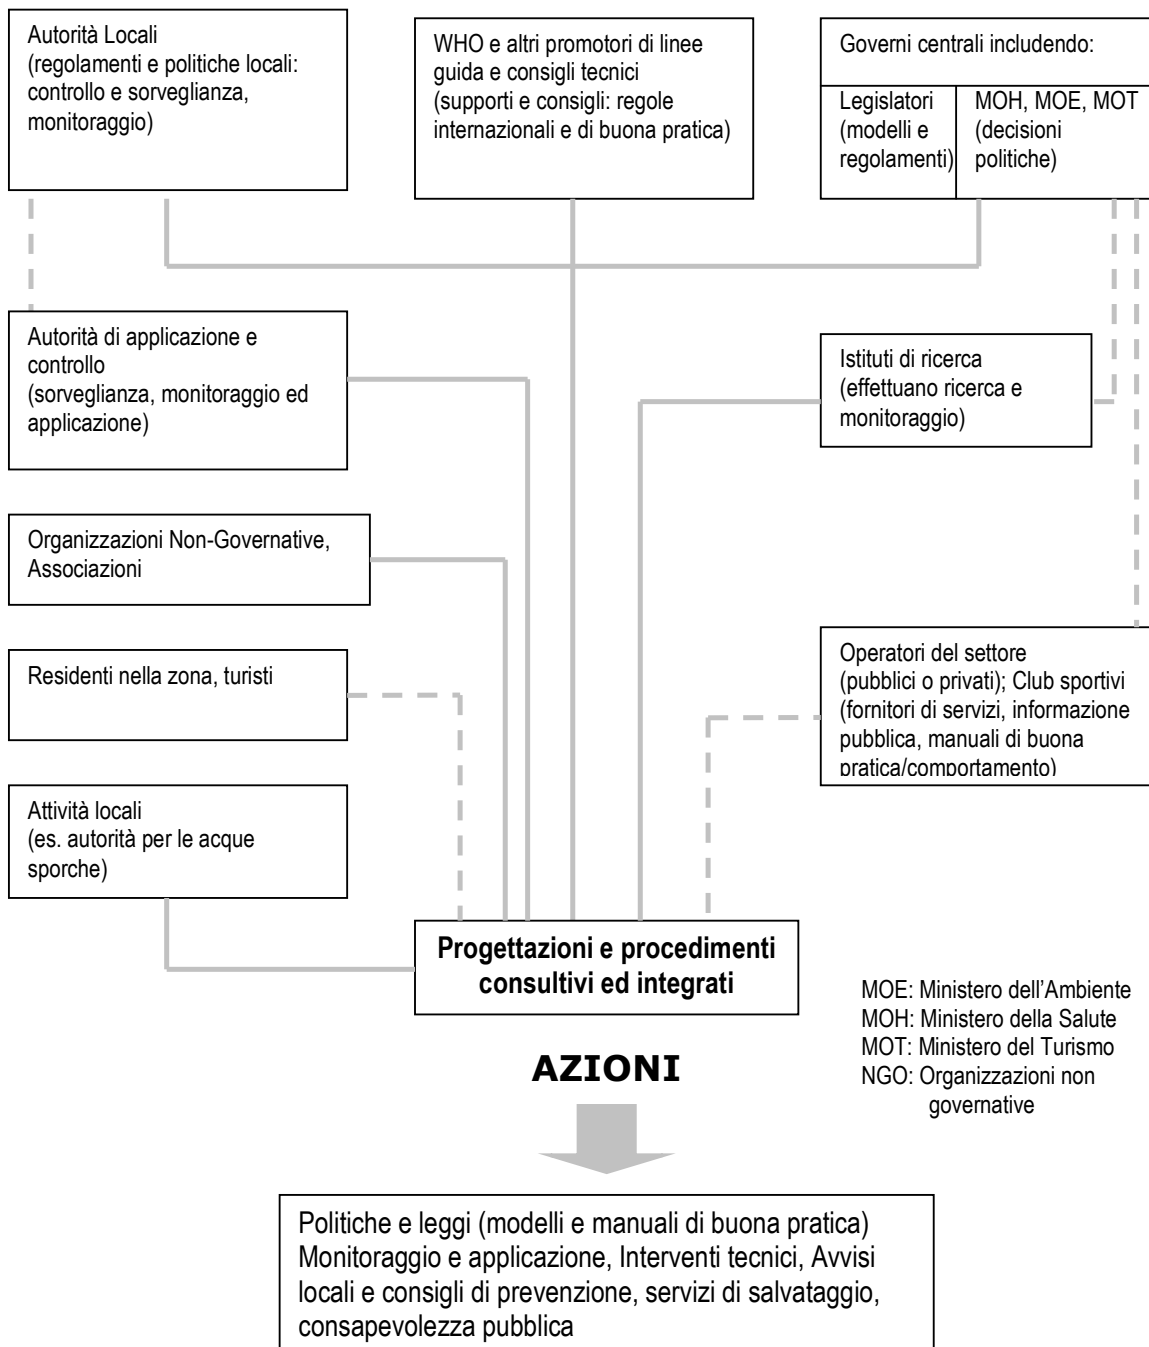 Autorità Locali
(regolamenti e politiche locali:
controllo e sorveglianza,
monitoraggio)
WHO e altri promotori di linee
guida e consigli tecnici
(supporti e consigli: regole
internazionali e di buona pratica)
Governi centrali includendo:
Legislatori
(modelli e
regolamenti)
MOH, MOE, MOT
(decisioni
politiche)
Autorità di applicazione e
controllo
(sorveglianza, monitoraggio ed
applicazione)
Istituti di ricerca
(effettuano ricerca e
monitoraggio)
Organizzazioni Non-Governative,
Associazioni
Residenti nella zona, turisti
Operatori del settore
(pubblici o privati); Club sportivi
(fornitori di servizi, informazione
pubblica, manuali di buona
pratica/comportamento)
Attività locali
(es. autorità per le acque
sporche)
Progettazioni e procedimenti
consultivi ed integrati
MOE: Ministero dell'Ambiente
MOH: Ministero della Salute
MOT: Ministero del Turismo
NGO: Organizzazioni non
governative
AZIONI
Politiche e leggi (modelli e manuali di buona pratica)
Monitoraggio e applicazione, Interventi tecnici, Avvisi
locali e consigli di prevenzione, servizi di salvataggio,
consapevolezza pubblica